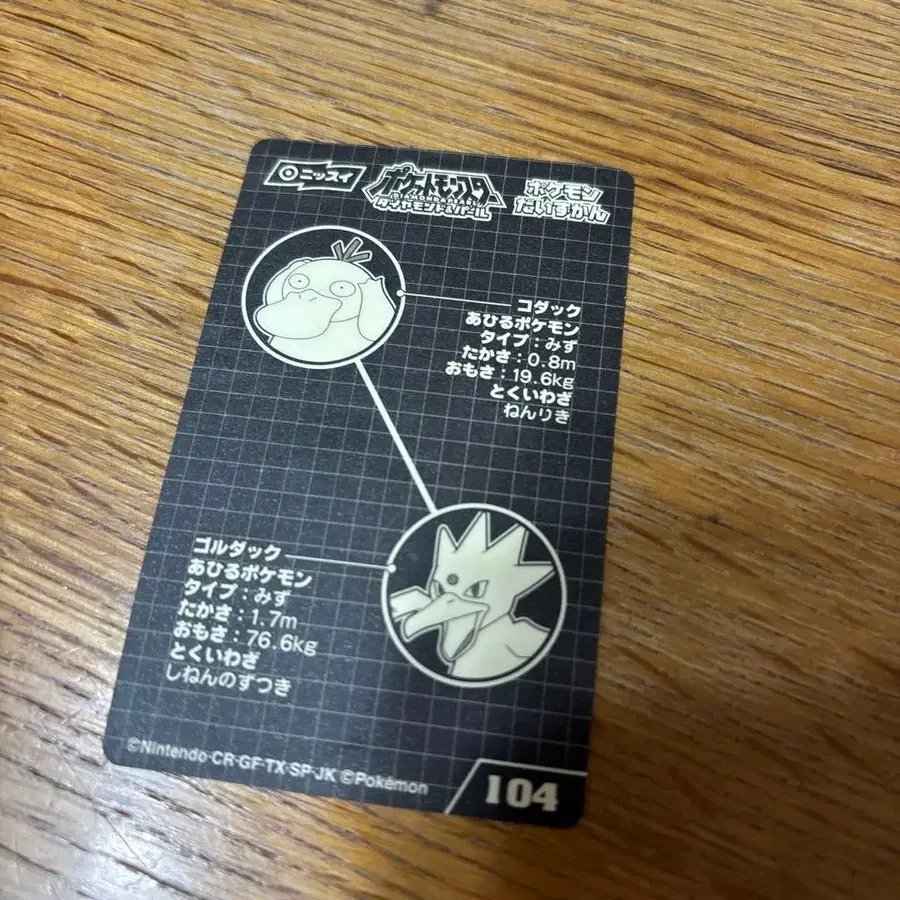 ニッスイ
ポケットモンスター
DIAMOND & PEARL
ダイヤモンド&パール
ポケモン
だいずかん
コダック
あひるポケモン
タイプ：みず
たかさ：0.8m
おもさ：19.6kg
とくいわざ
ねんりき
ゴルダック
あひるポケモン
タイプ：みず
たかさ：1.7m
おもさ：76.6kg
とくいわざ
しねんのずつき
©Nintendo·CR·GF·TX·SP·JK ©Pokémon
104